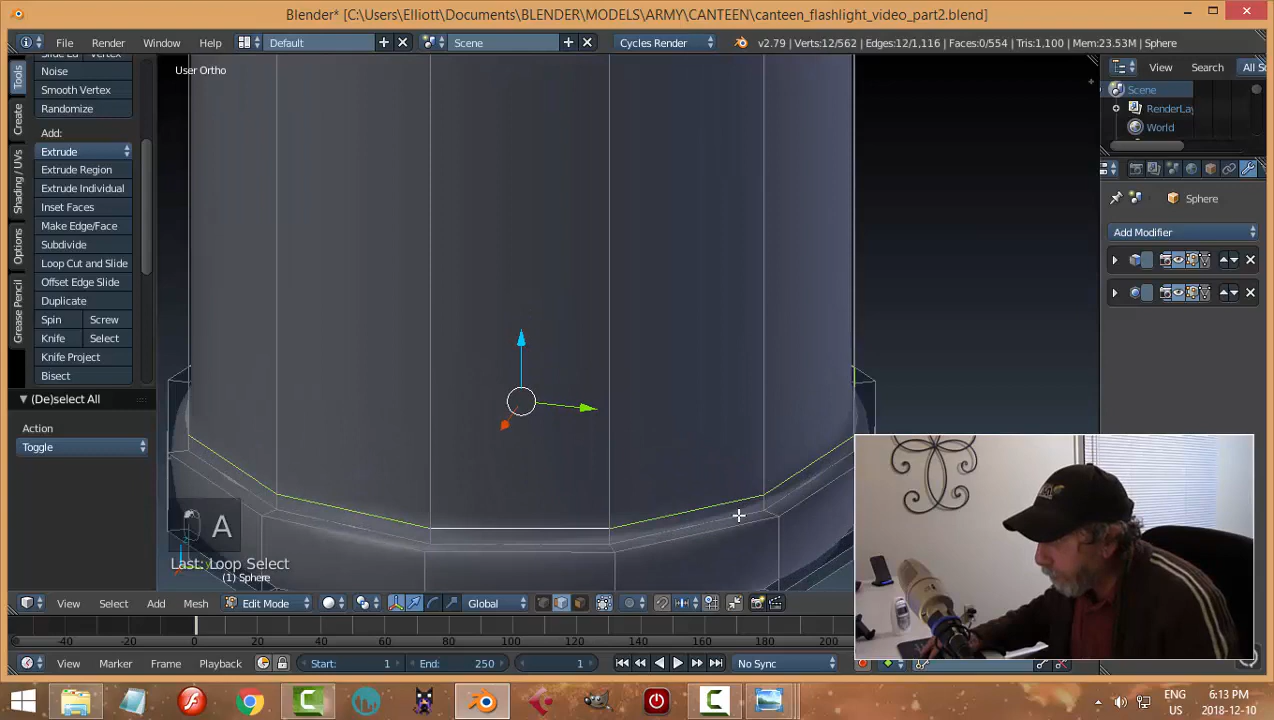 Blender* [C:\Users\Elliott\Documents\BLENDER\MODELS\ARMY\CANTEEN\canteen_flashlight_video_part2.blend]
File Render Window Help Default Scene Cycles Render v2.79 | Verts:12/562 | Edges:12/1,116 | Faces:0/554 | Tris:1,100 | Mem:23.53M | Sphere
User Ortho
View Search All S
Tools
Create
Shading / UVs
Options
Grease Pencil
Noise
Smooth Vertex
Randomize
Add:
Extrude
Extrude Region
Extrude Individual
Inset Faces
Make Edge/Face
Subdivide
Loop Cut and Slide
Offset Edge Slide
Duplicate
Spin Screw
Knife Select
Knife Project
Bisect
(De)select All
Action
Toggle
Scene
RenderLay
World
Sphere
Add Modifier
A
Last: Loop Select
(1) Sphere
View Select Add Mesh Edit Mode Global
-40 -20 0 20 40 60 80 100 120 140 160 180 200
View Marker Frame Playback Start: 1 End: 250 1 No Sync
ENG
US
6:13 PM
2018-12-10